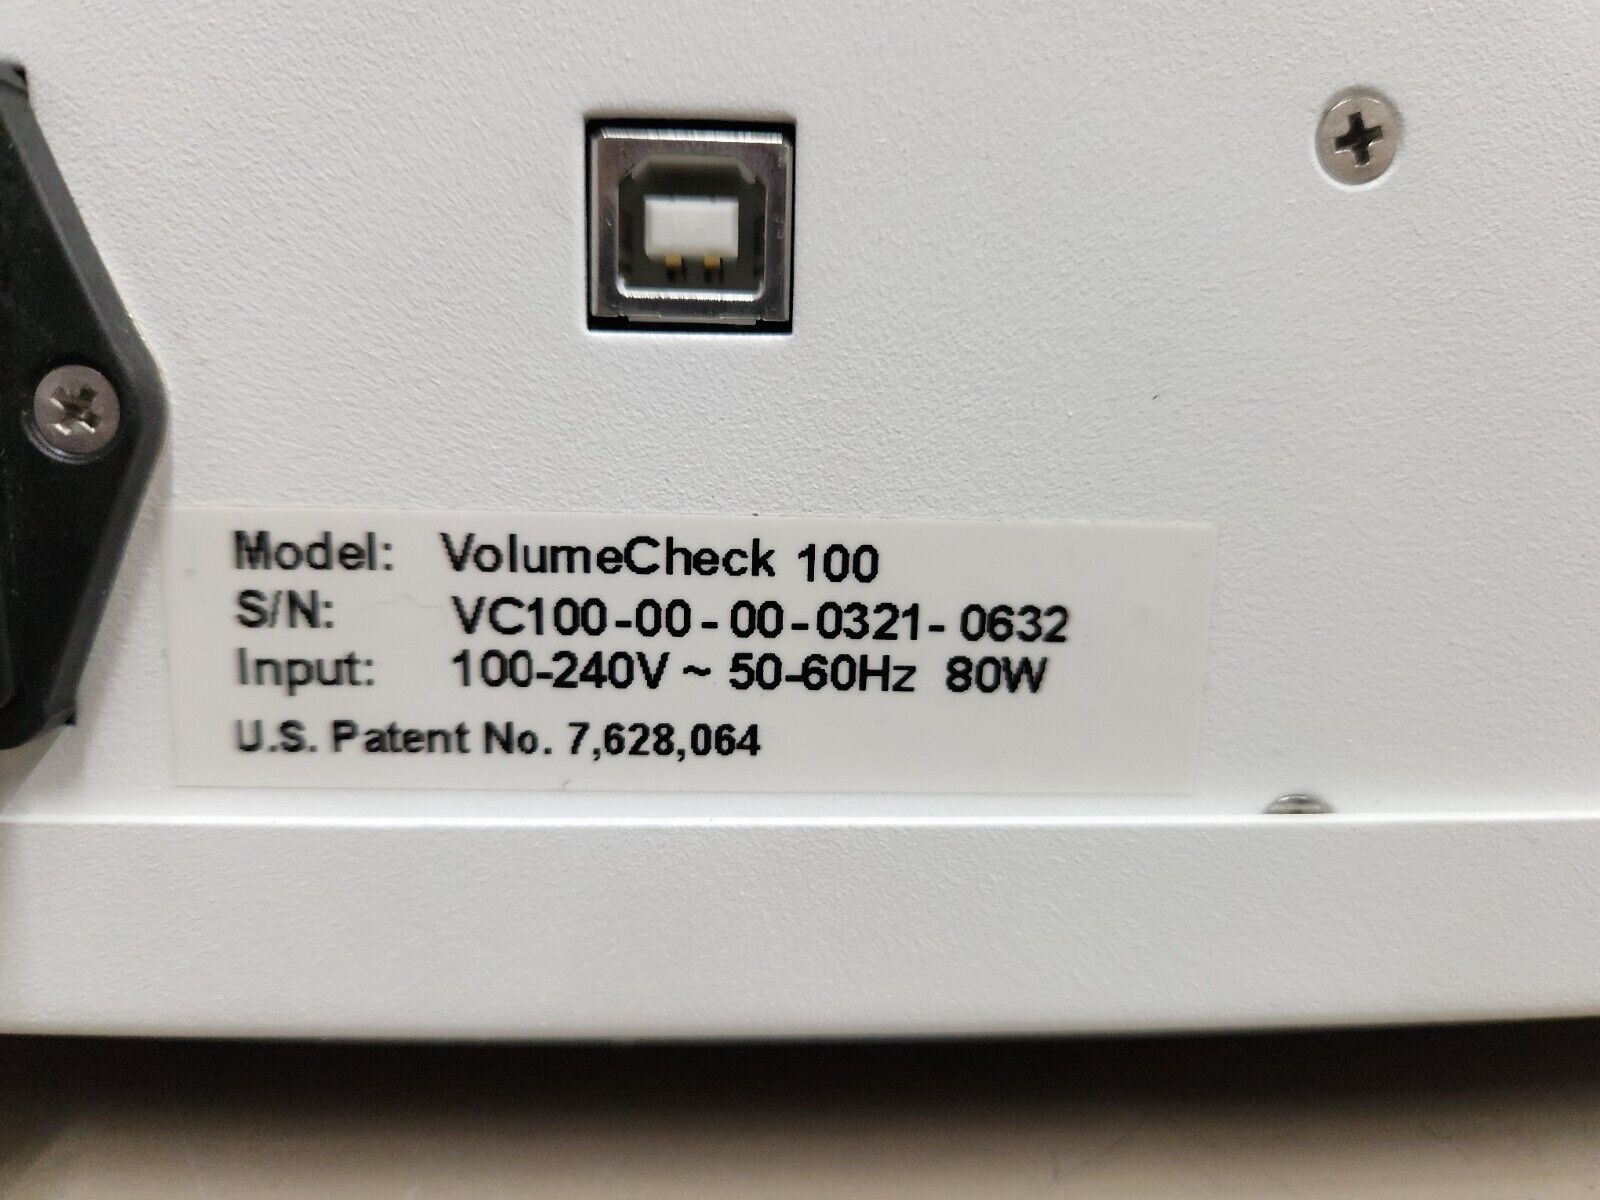 Model: VolumeCheck 100
S/N: VC100-00-00-0321-0632
Input: 100-240V ~ 50-60Hz 80W
U.S. Patent No. 7,628,064